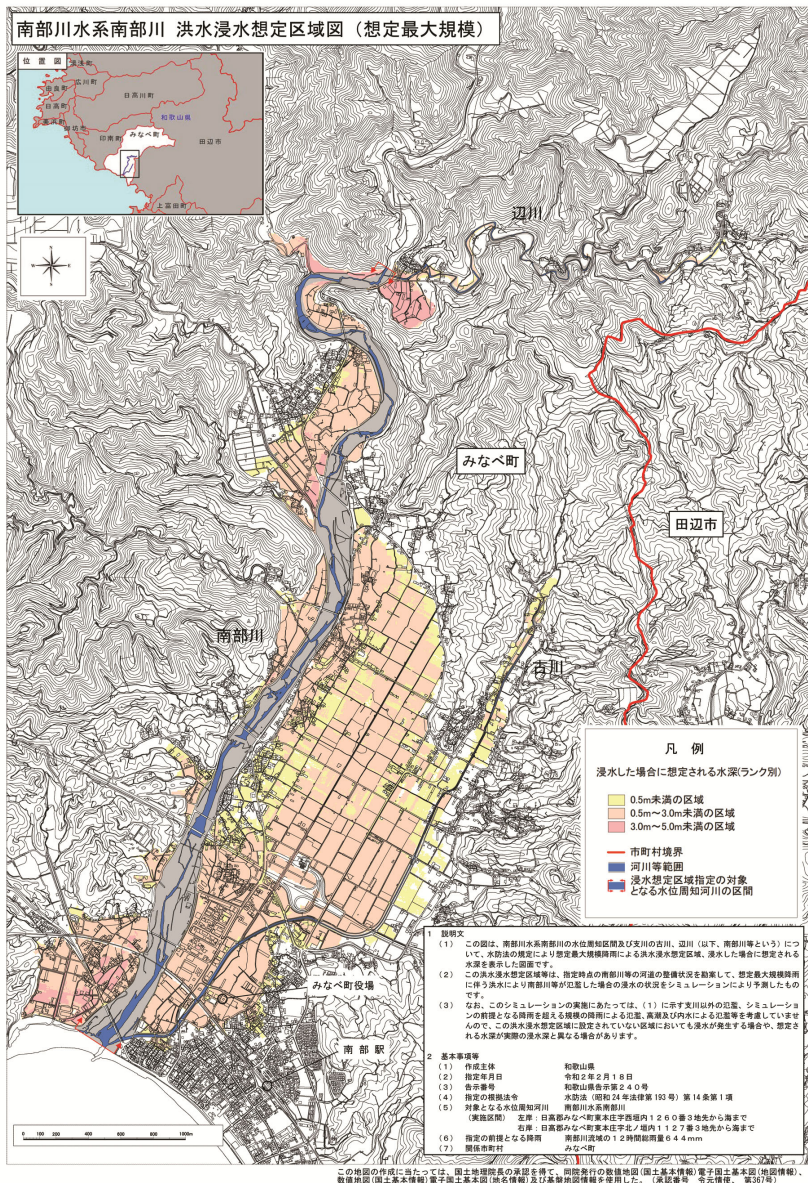 南部川水系南部川 洪水浸水想定区域図（想定最大規模）
位 置 図
湯浅町
広川町
由良町
日高川町
日高町
和歌山県
美浜町
御坊市
みなべ町
印南町
田辺市
上富田町
N
W
E
S
辺川
みなべ町
田辺市
南部川
古川
みなべ町役場
南部駅
凡 例
浸水した場合に想定される水深(ランク別)
0.5m未満の区域
0.5m～3.0m未満の区域
3.0m～5.0m未満の区域
市町村境界
河川等範囲
浸水想定区域指定の対象
となる水位周知河川の区間
1 説明文
(1) この図は、南部川水系南部川の水位周知区間及び支川の古川、辺川（以下、南部川等という）につ
いて、水防法の規定により想定最大規模降雨による洪水浸水想定区域、浸水した場合に想定される
水深を表示した図面です。
(2) この洪水浸水想定区域等は、指定時点の南部川等の河道の整備状況を勘案して、想定最大規模降雨
に伴う洪水により南部川等が氾濫した場合の浸水の状況をシミュレーションにより予測したもの
です。
(3) なお、このシミュレーションの実施にあたっては、(1)に示す支川以外の氾濫、シミュレーショ
ンの前提となる降雨を超える規模の降雨による氾濫、高潮及び内水による氾濫等を考慮していませ
んので、この洪水浸水想定区域に設定されていない区域においても浸水が発生する場合や、想定さ
れる水深が実際の浸水深と異なる場合があります。
2 基本事項等
(1) 作成主体 和歌山県
(2) 指定年月日 令和2年2月18日
(3) 告示番号 和歌山県告示第240号
(4) 指定の根拠法令 水防法（昭和24年法律第193号）第14条第1項
(5) 対象となる水位周知河川 南部川水系南部川
(実施区間) 左岸：日高郡みなべ町東本庄字西垣内1260番3地先から海まで
右岸：日高郡みなべ町東本庄字北ノ垣内1127番3地先から海まで
(6) 指定の前提となる降雨 南部川流域の12時間総雨量644mm
(7) 関係市町村 みなべ町
0 100 200 400 600 800 1000m
この地図の作成に当たっては、国土地理院長の承認を得て、同院発行の数値地図(国土基本情報)電子国土基本図(地図情報)、
数値地図(国土基本情報)電子国土基本図(地名情報)及び基盤地図情報を使用した。（承認番号 令元情使、 第367号）